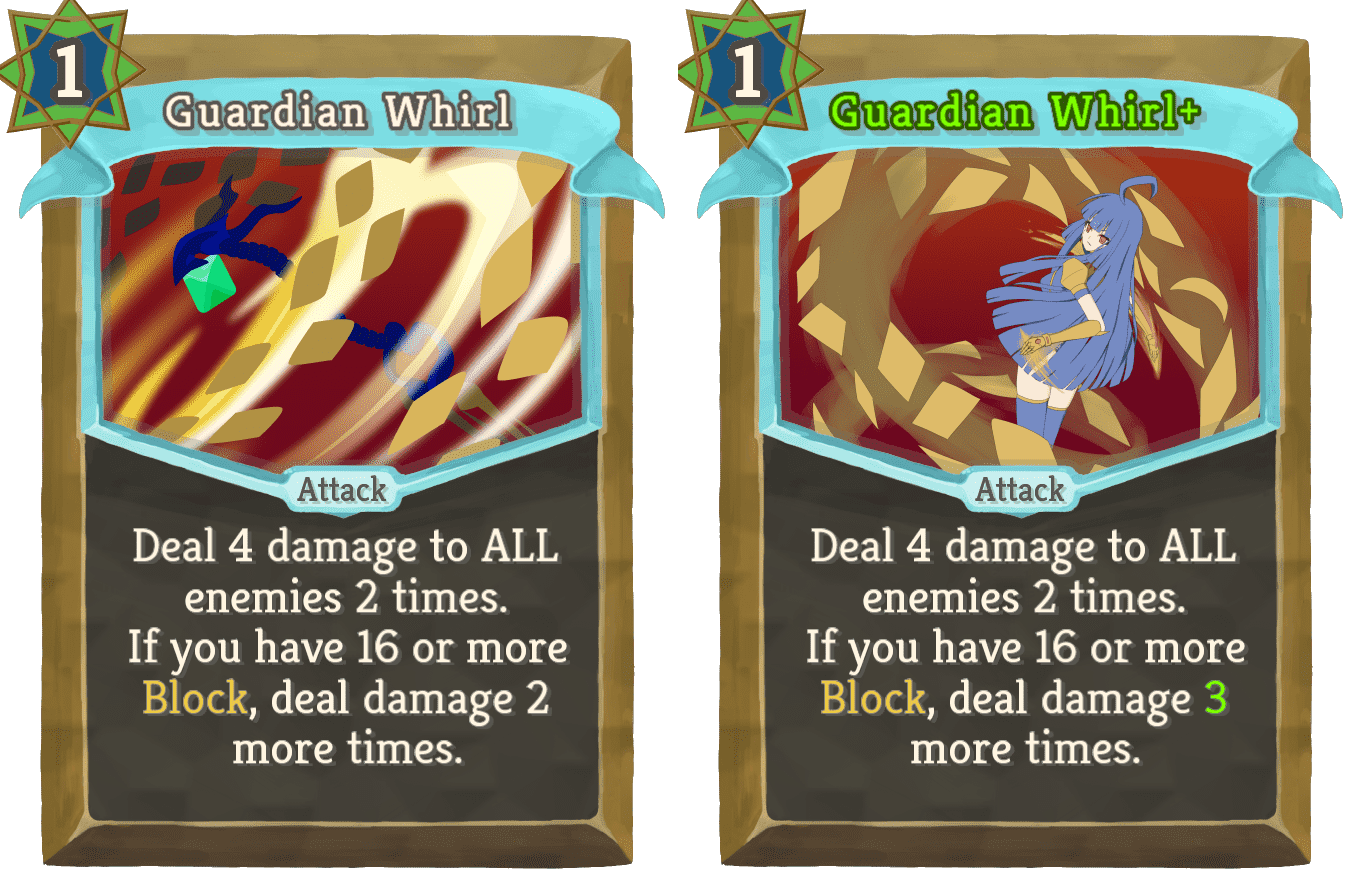 1
Guardian Whirl
Attack
Deal 4 damage to ALL
enemies 2 times.
If you have 16 or more
Block, deal damage 2
more times.
1
Guardian Whirl+
Attack
Deal 4 damage to ALL
enemies 2 times.
If you have 16 or more
Block, deal damage 3
more times.